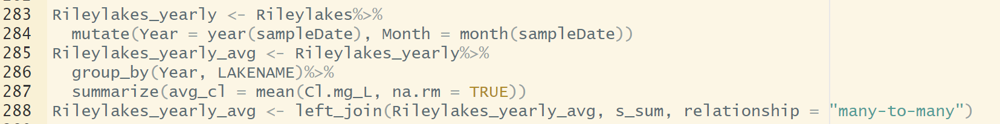 283 Rileylakes_yearly <- Rileylakes%>%
284 mutate(Year = year(sampleDate), Month = month(sampleDate))
285 Rileylakes_yearly_avg <- Rileylakes_yearly%>%
286 group_by(Year, LAKENAME)%>%
287 summarize(avg_cl = mean(Cl.mg_L, na.rm = TRUE))
288 Rileylakes_yearly_avg <- left_join(Rileylakes_yearly_avg, s_sum, relationship = "many-to-many")